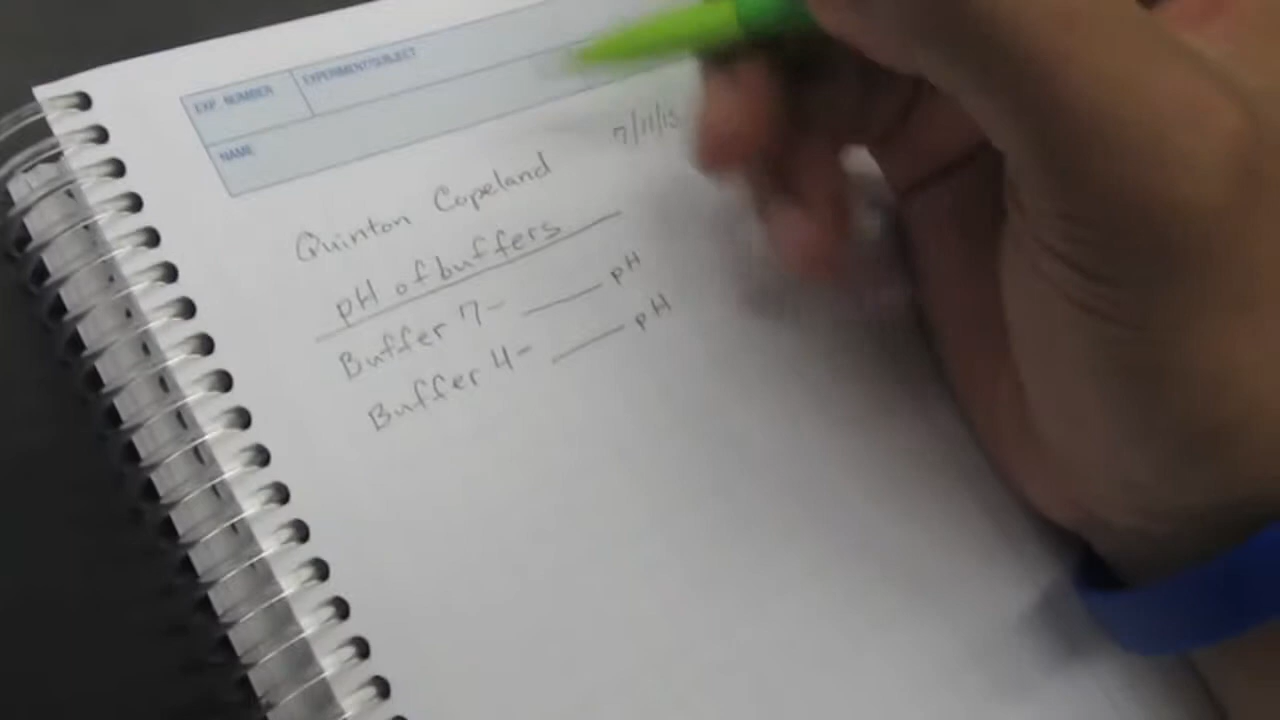 EXP. NUMBER
EXPERIMENT/SUBJECT
NAME
7/11/15
Quinton Copeland
pH of buffers
Buffer 7- ____ pH
Buffer 4- ____ pH